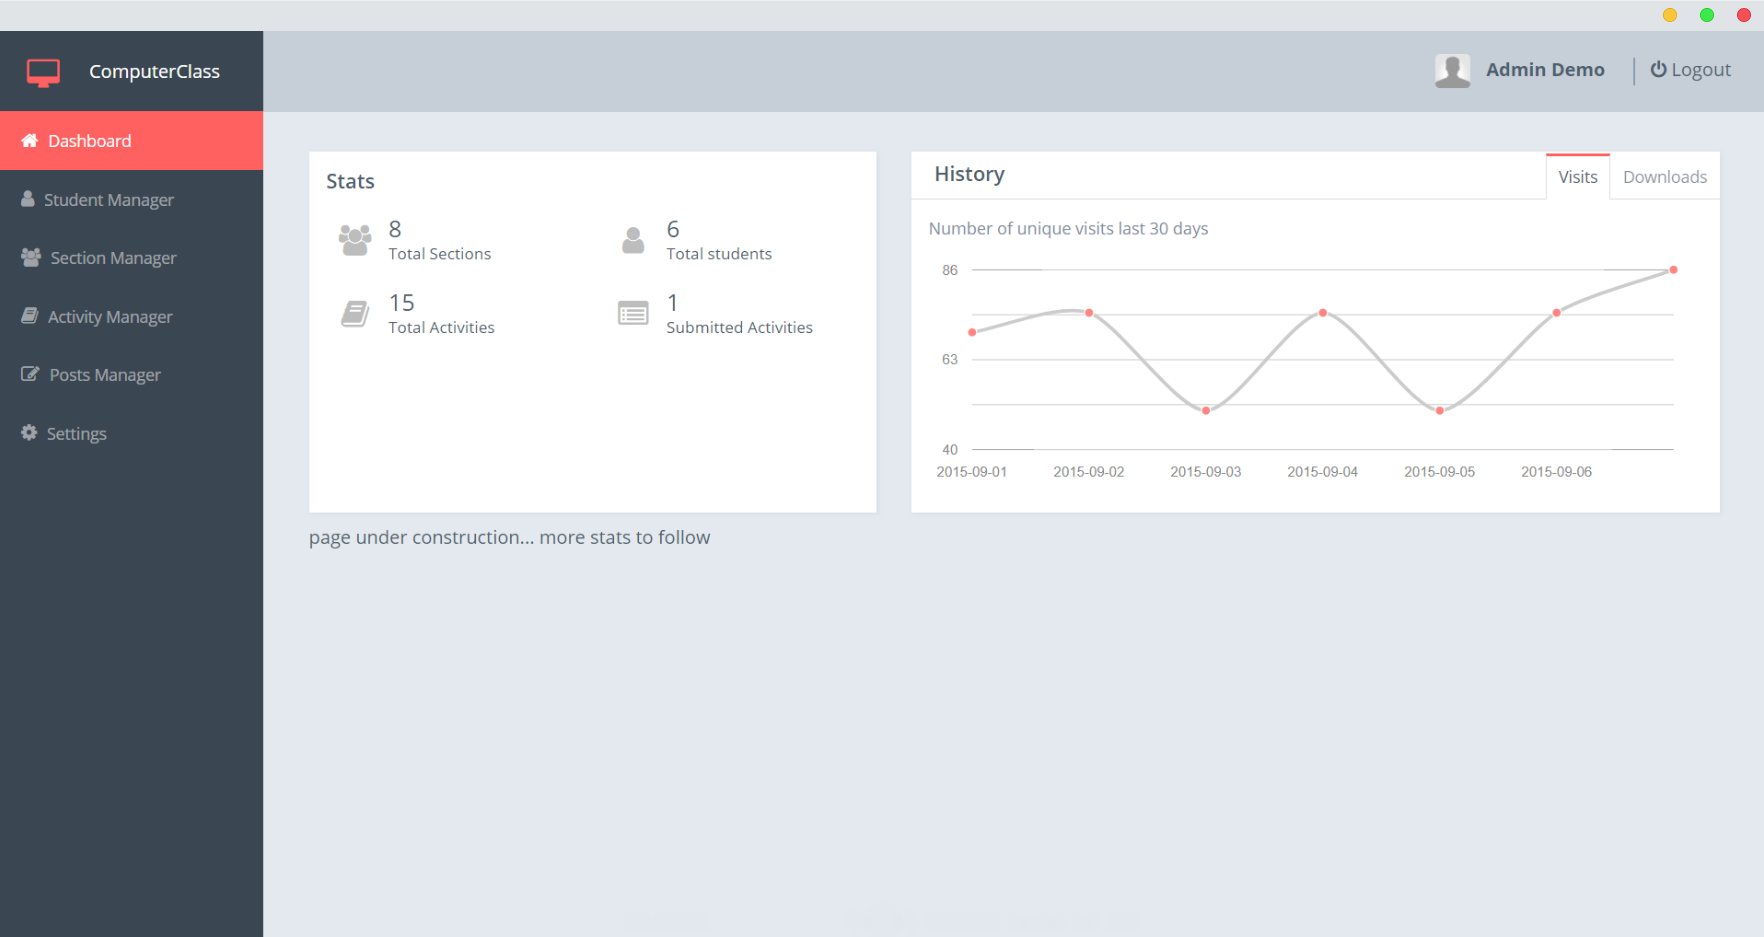 ComputerClass
Admin Demo
Logout
Dashboard
Student Manager
Section Manager
Activity Manager
Posts Manager
Settings
Stats
8
Total Sections
6
Total students
15
Total Activities
1
Submitted Activities
History
Visits
Downloads
Number of unique visits last 30 days
86
63
40
2015-09-01 2015-09-02 2015-09-03 2015-09-04 2015-09-05 2015-09-06
page under construction... more stats to follow